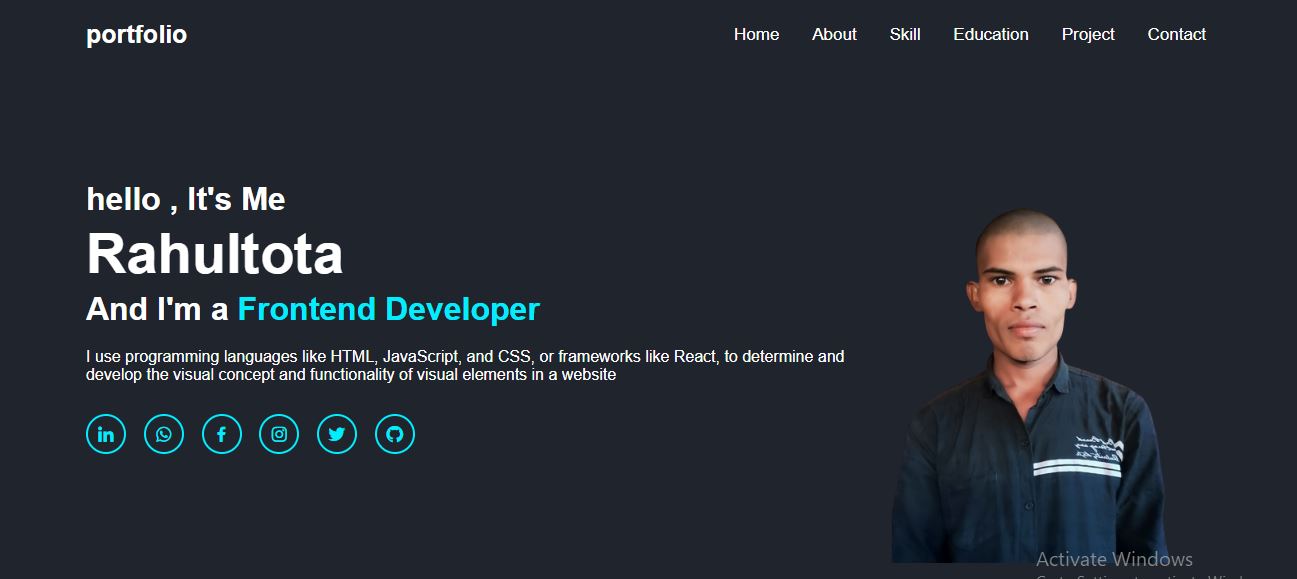 portfolio
Home About Skill Education Project Contact
hello , It's Me
Rahultota
And I'm a Frontend Developer
I use programming languages like HTML, JavaScript, and CSS, or frameworks like React, to determine and
develop the visual concept and functionality of visual elements in a website
in
Activate Windows